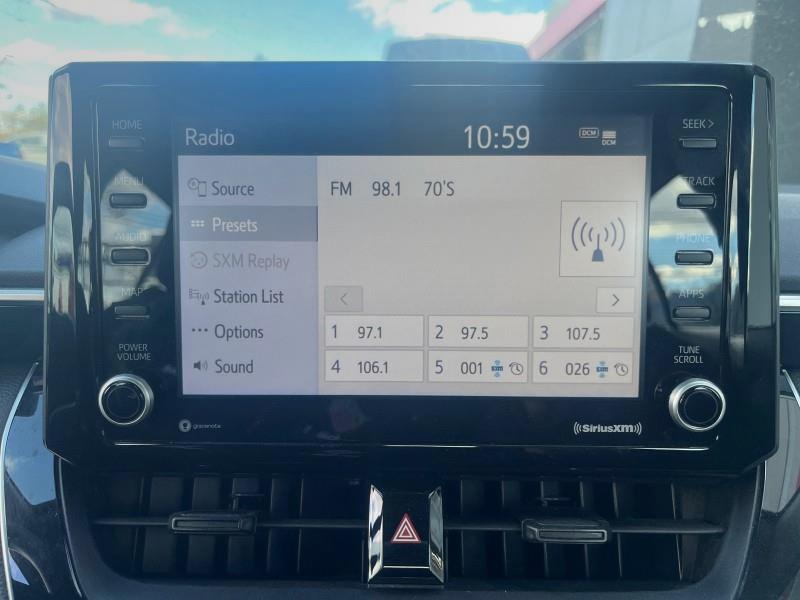 HOME
MENU
AUDIO
MAP
POWER
VOLUME
Radio 10:59 DCM DCM
Source
Presets
SXM Replay
Station List
Options
Sound
FM 98.1 70'S
<
>
1 97.1 2 97.5 3 107.5
4 106.1 5 001 6 026
SEEK >
TRACK
PHONE
APPS
TUNE
SCROLL
gracenote
SiriusXM